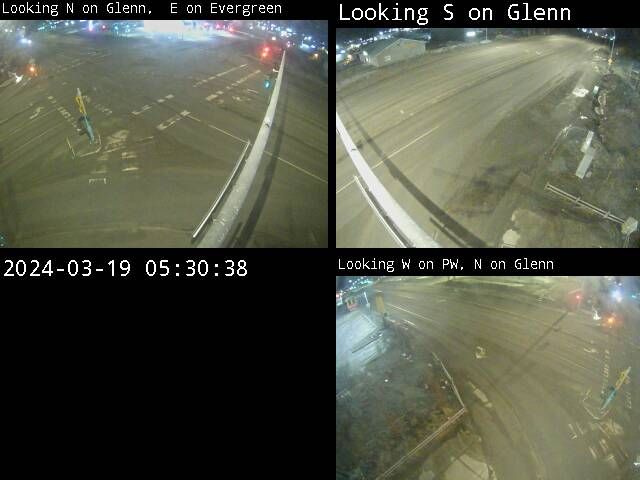 Looking N on Glenn,  E on Evergreen
Looking S on Glenn
2024-03-19 05:30:38
Looking W on PW, N on Glenn